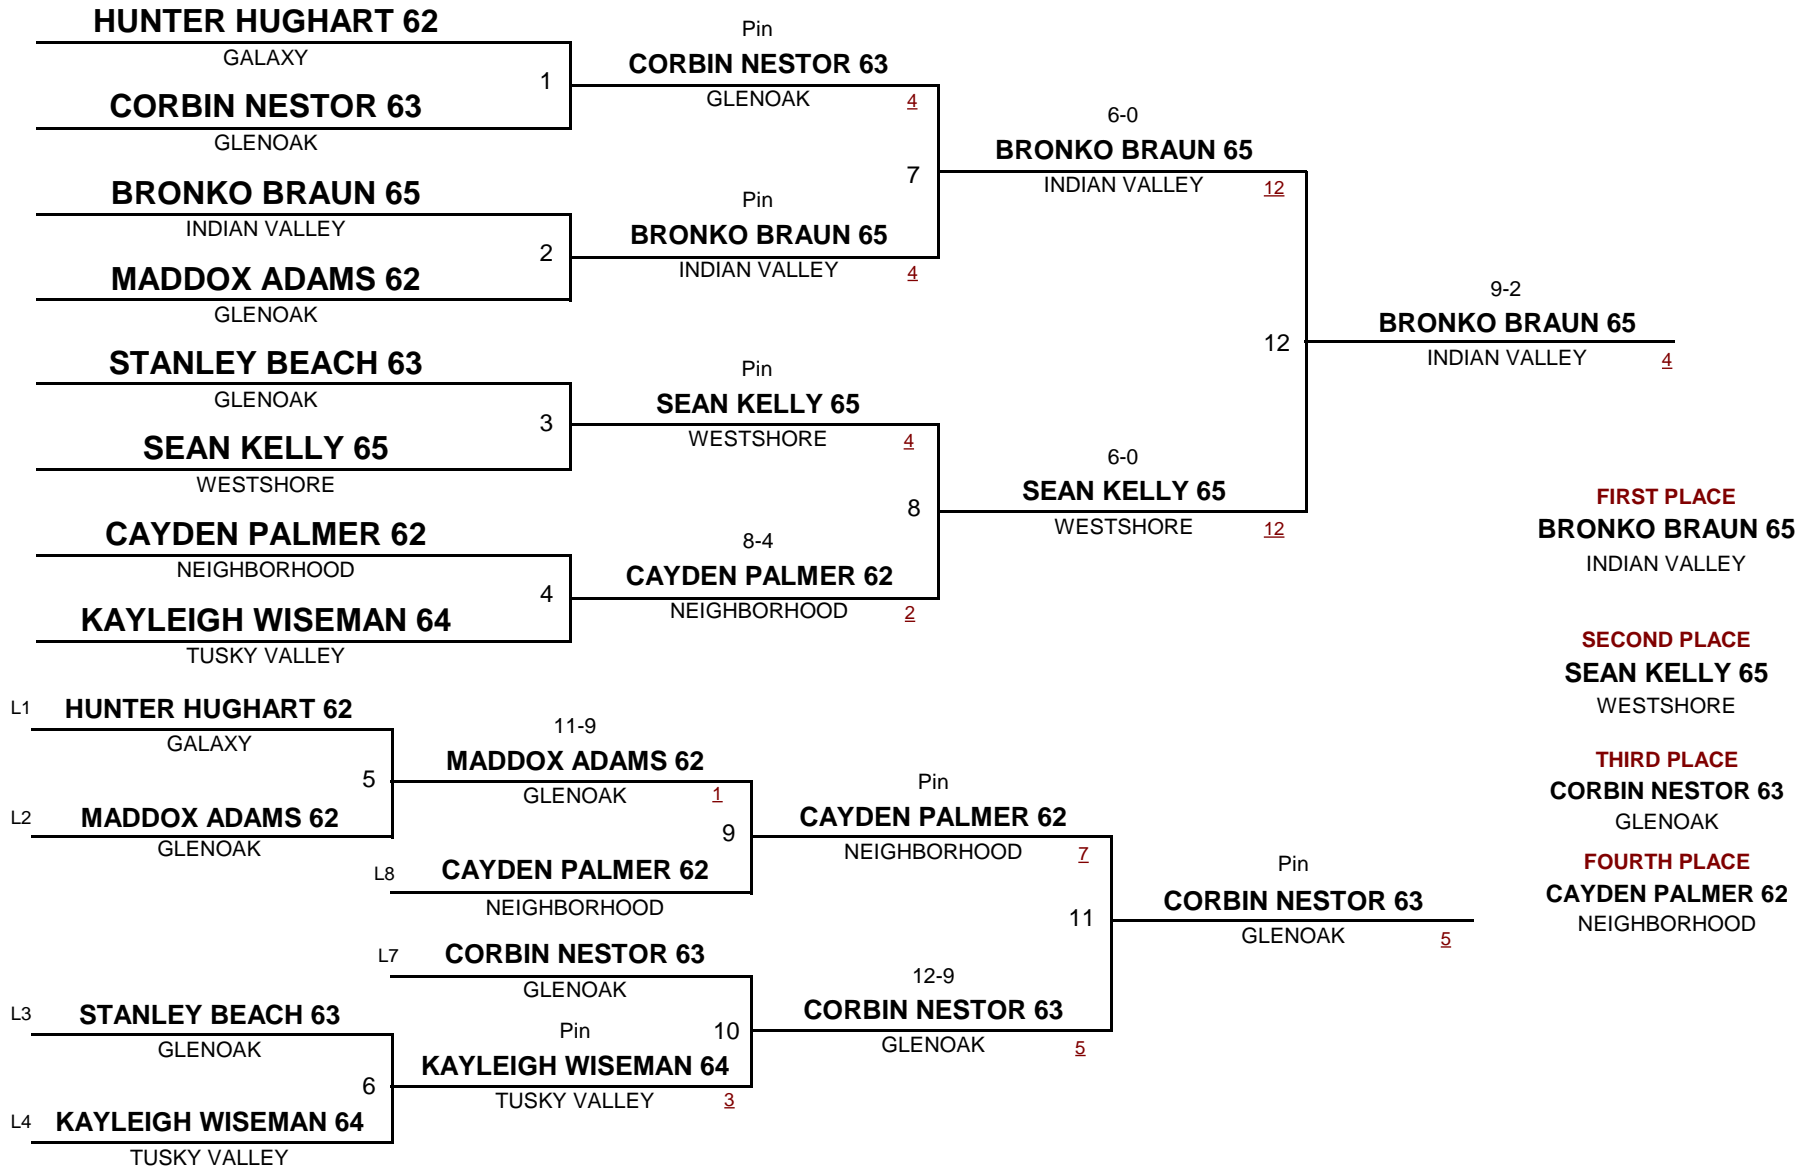 HUNTER HUGHART 62
GALAXY
1
CORBIN NESTOR 63
GLENOAK
BRONKO BRAUN 65
INDIAN VALLEY
2
MADDOX ADAMS 62
GLENOAK
STANLEY BEACH 63
GLENOAK
3
SEAN KELLY 65
WESTSHORE
CAYDEN PALMER 62
NEIGHBORHOOD
4
KAYLEIGH WISEMAN 64
TUSKY VALLEY
Pin
CORBIN NESTOR 63
GLENOAK 4
7
Pin
BRONKO BRAUN 65
INDIAN VALLEY 4
Pin
SEAN KELLY 65
WESTSHORE 4
8
8-4
CAYDEN PALMER 62
NEIGHBORHOOD 2
6-0
BRONKO BRAUN 65
INDIAN VALLEY 12
12
6-0
SEAN KELLY 65
WESTSHORE 12
9-2
BRONKO BRAUN 65
INDIAN VALLEY 4
FIRST PLACE
BRONKO BRAUN 65
INDIAN VALLEY
SECOND PLACE
SEAN KELLY 65
WESTSHORE
THIRD PLACE
CORBIN NESTOR 63
GLENOAK
FOURTH PLACE
CAYDEN PALMER 62
NEIGHBORHOOD
L1 HUNTER HUGHART 62
GALAXY
5
L2 MADDOX ADAMS 62
GLENOAK
L3 STANLEY BEACH 63
GLENOAK
6
L4 KAYLEIGH WISEMAN 64
TUSKY VALLEY
11-9
MADDOX ADAMS 62
GLENOAK 1
9
L8 CAYDEN PALMER 62
NEIGHBORHOOD
L7 CORBIN NESTOR 63
GLENOAK
10
Pin
KAYLEIGH WISEMAN 64
TUSKY VALLEY 3
Pin
CAYDEN PALMER 62
NEIGHBORHOOD 7
11
12-9
CORBIN NESTOR 63
GLENOAK 5
Pin
CORBIN NESTOR 63
GLENOAK 5